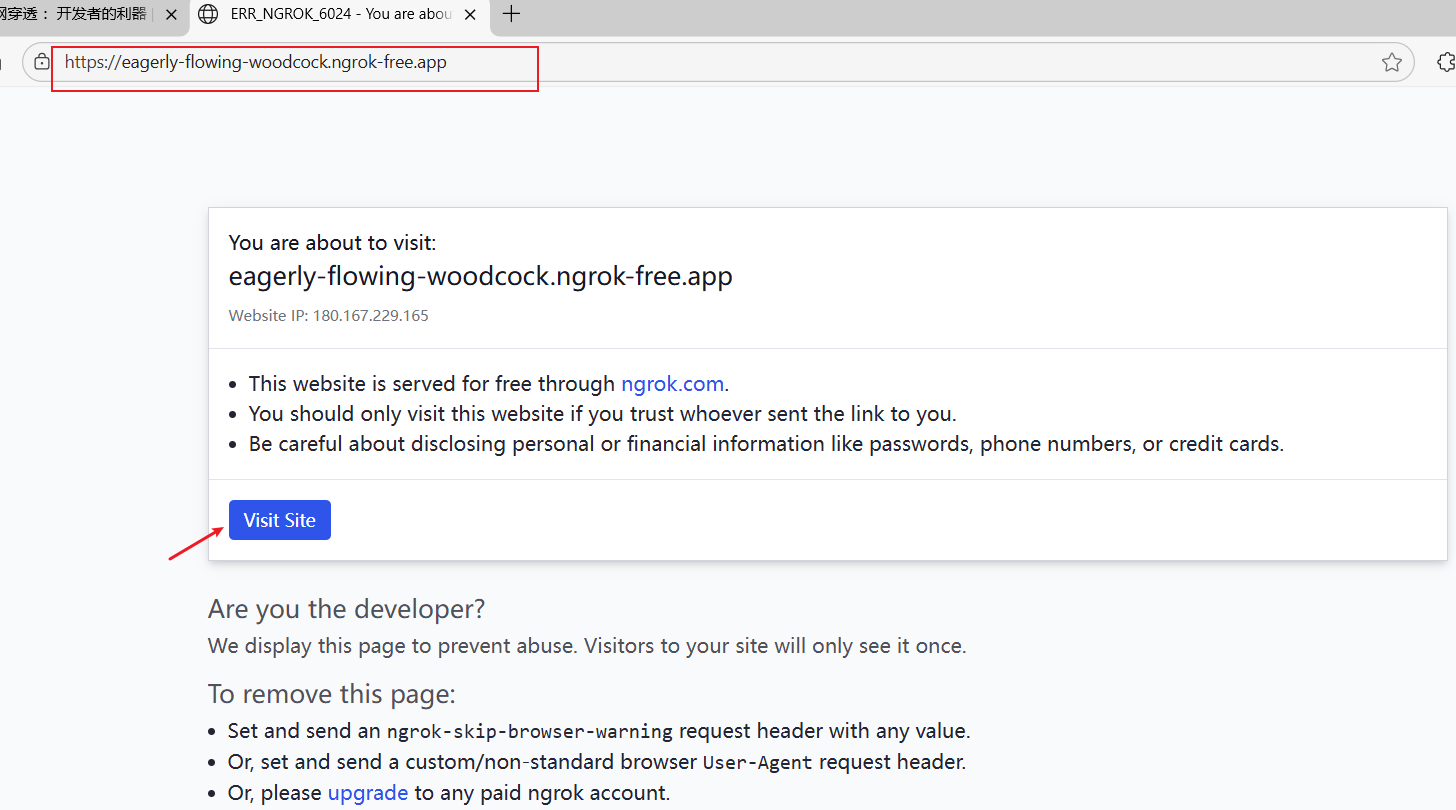 网穿透：开发者的利器
ERR_NGROK_6024 - You are abou
https://eagerly-flowing-woodcock.ngrok-free.app
You are about to visit:
eagerly-flowing-woodcock.ngrok-free.app
Website IP: 180.167.229.165
This website is served for free through ngrok.com.
You should only visit this website if you trust whoever sent the link to you.
Be careful about disclosing personal or financial information like passwords, phone numbers, or credit cards.
Visit Site
Are you the developer?
We display this page to prevent abuse. Visitors to your site will only see it once.
To remove this page:
Set and send an ngrok-skip-browser-warning request header with any value.
Or, set and send a custom/non-standard browser User-Agent request header.
Or, please upgrade to any paid ngrok account.